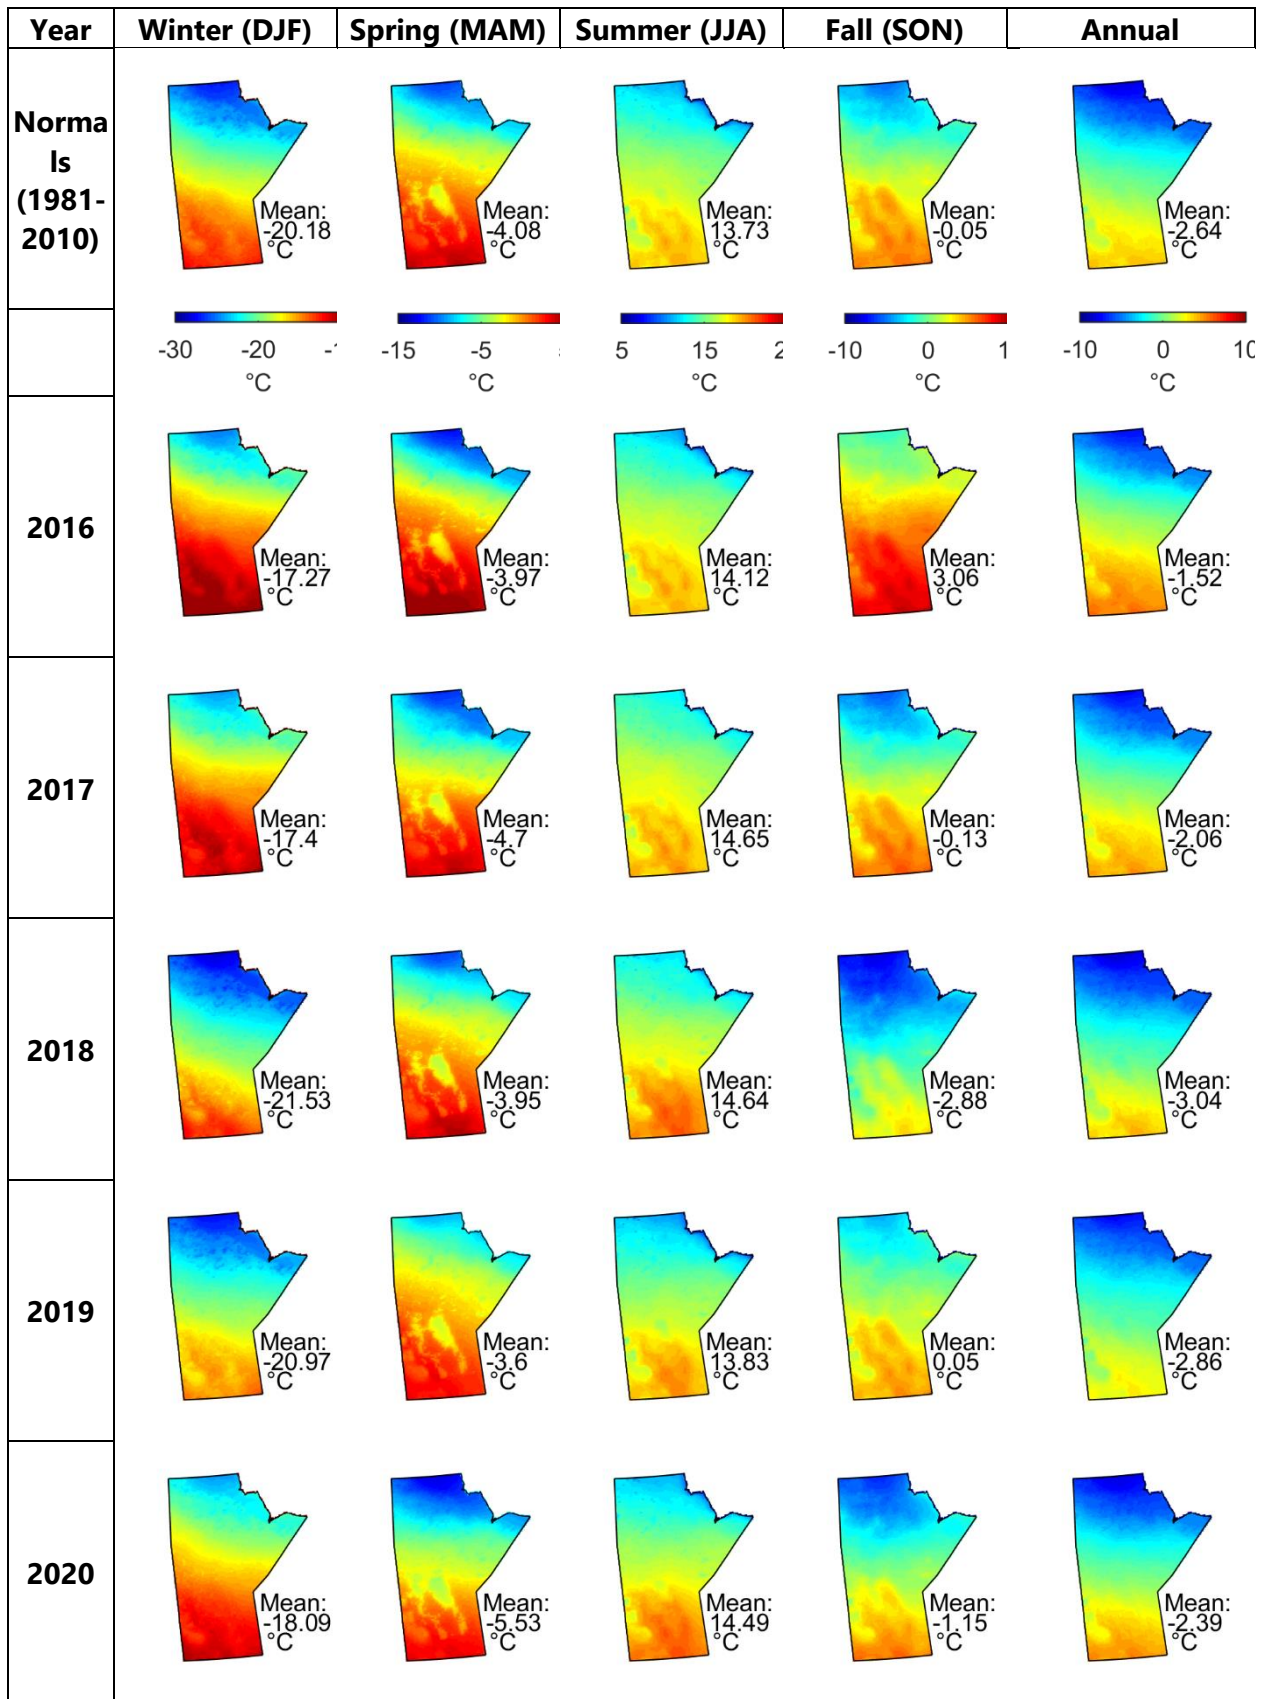 Year Winter (DJF) Spring (MAM) Summer (JJA) Fall (SON) Annual
Norma
ls
(1981-
2010)
Mean: -20.18 °C
Mean: -4.08 °C
Mean: 13.73 °C
Mean: -0.05 °C
Mean: -2.64 °C
-30 -20 -1
°C
-15 -5
°C
5 15 2
°C
-10 0 1
°C
-10 0 10
°C
2016
Mean: -17.27 °C
Mean: -3.97 °C
Mean: 14.12 °C
Mean: 3.06 °C
Mean: -1.52 °C
2017
Mean: -17.4 °C
Mean: -4.7 °C
Mean: 14.65 °C
Mean: -0.13 °C
Mean: -2.06 °C
2018
Mean: -21.53 °C
Mean: -3.95 °C
Mean: 14.64 °C
Mean: -2.88 °C
Mean: -3.04 °C
2019
Mean: -20.97 °C
Mean: -3.6 °C
Mean: 13.83 °C
Mean: 0.05 °C
Mean: -2.86 °C
2020
Mean: -18.09 °C
Mean: -5.53 °C
Mean: 14.49 °C
Mean: -1.15 °C
Mean: -2.39 °C